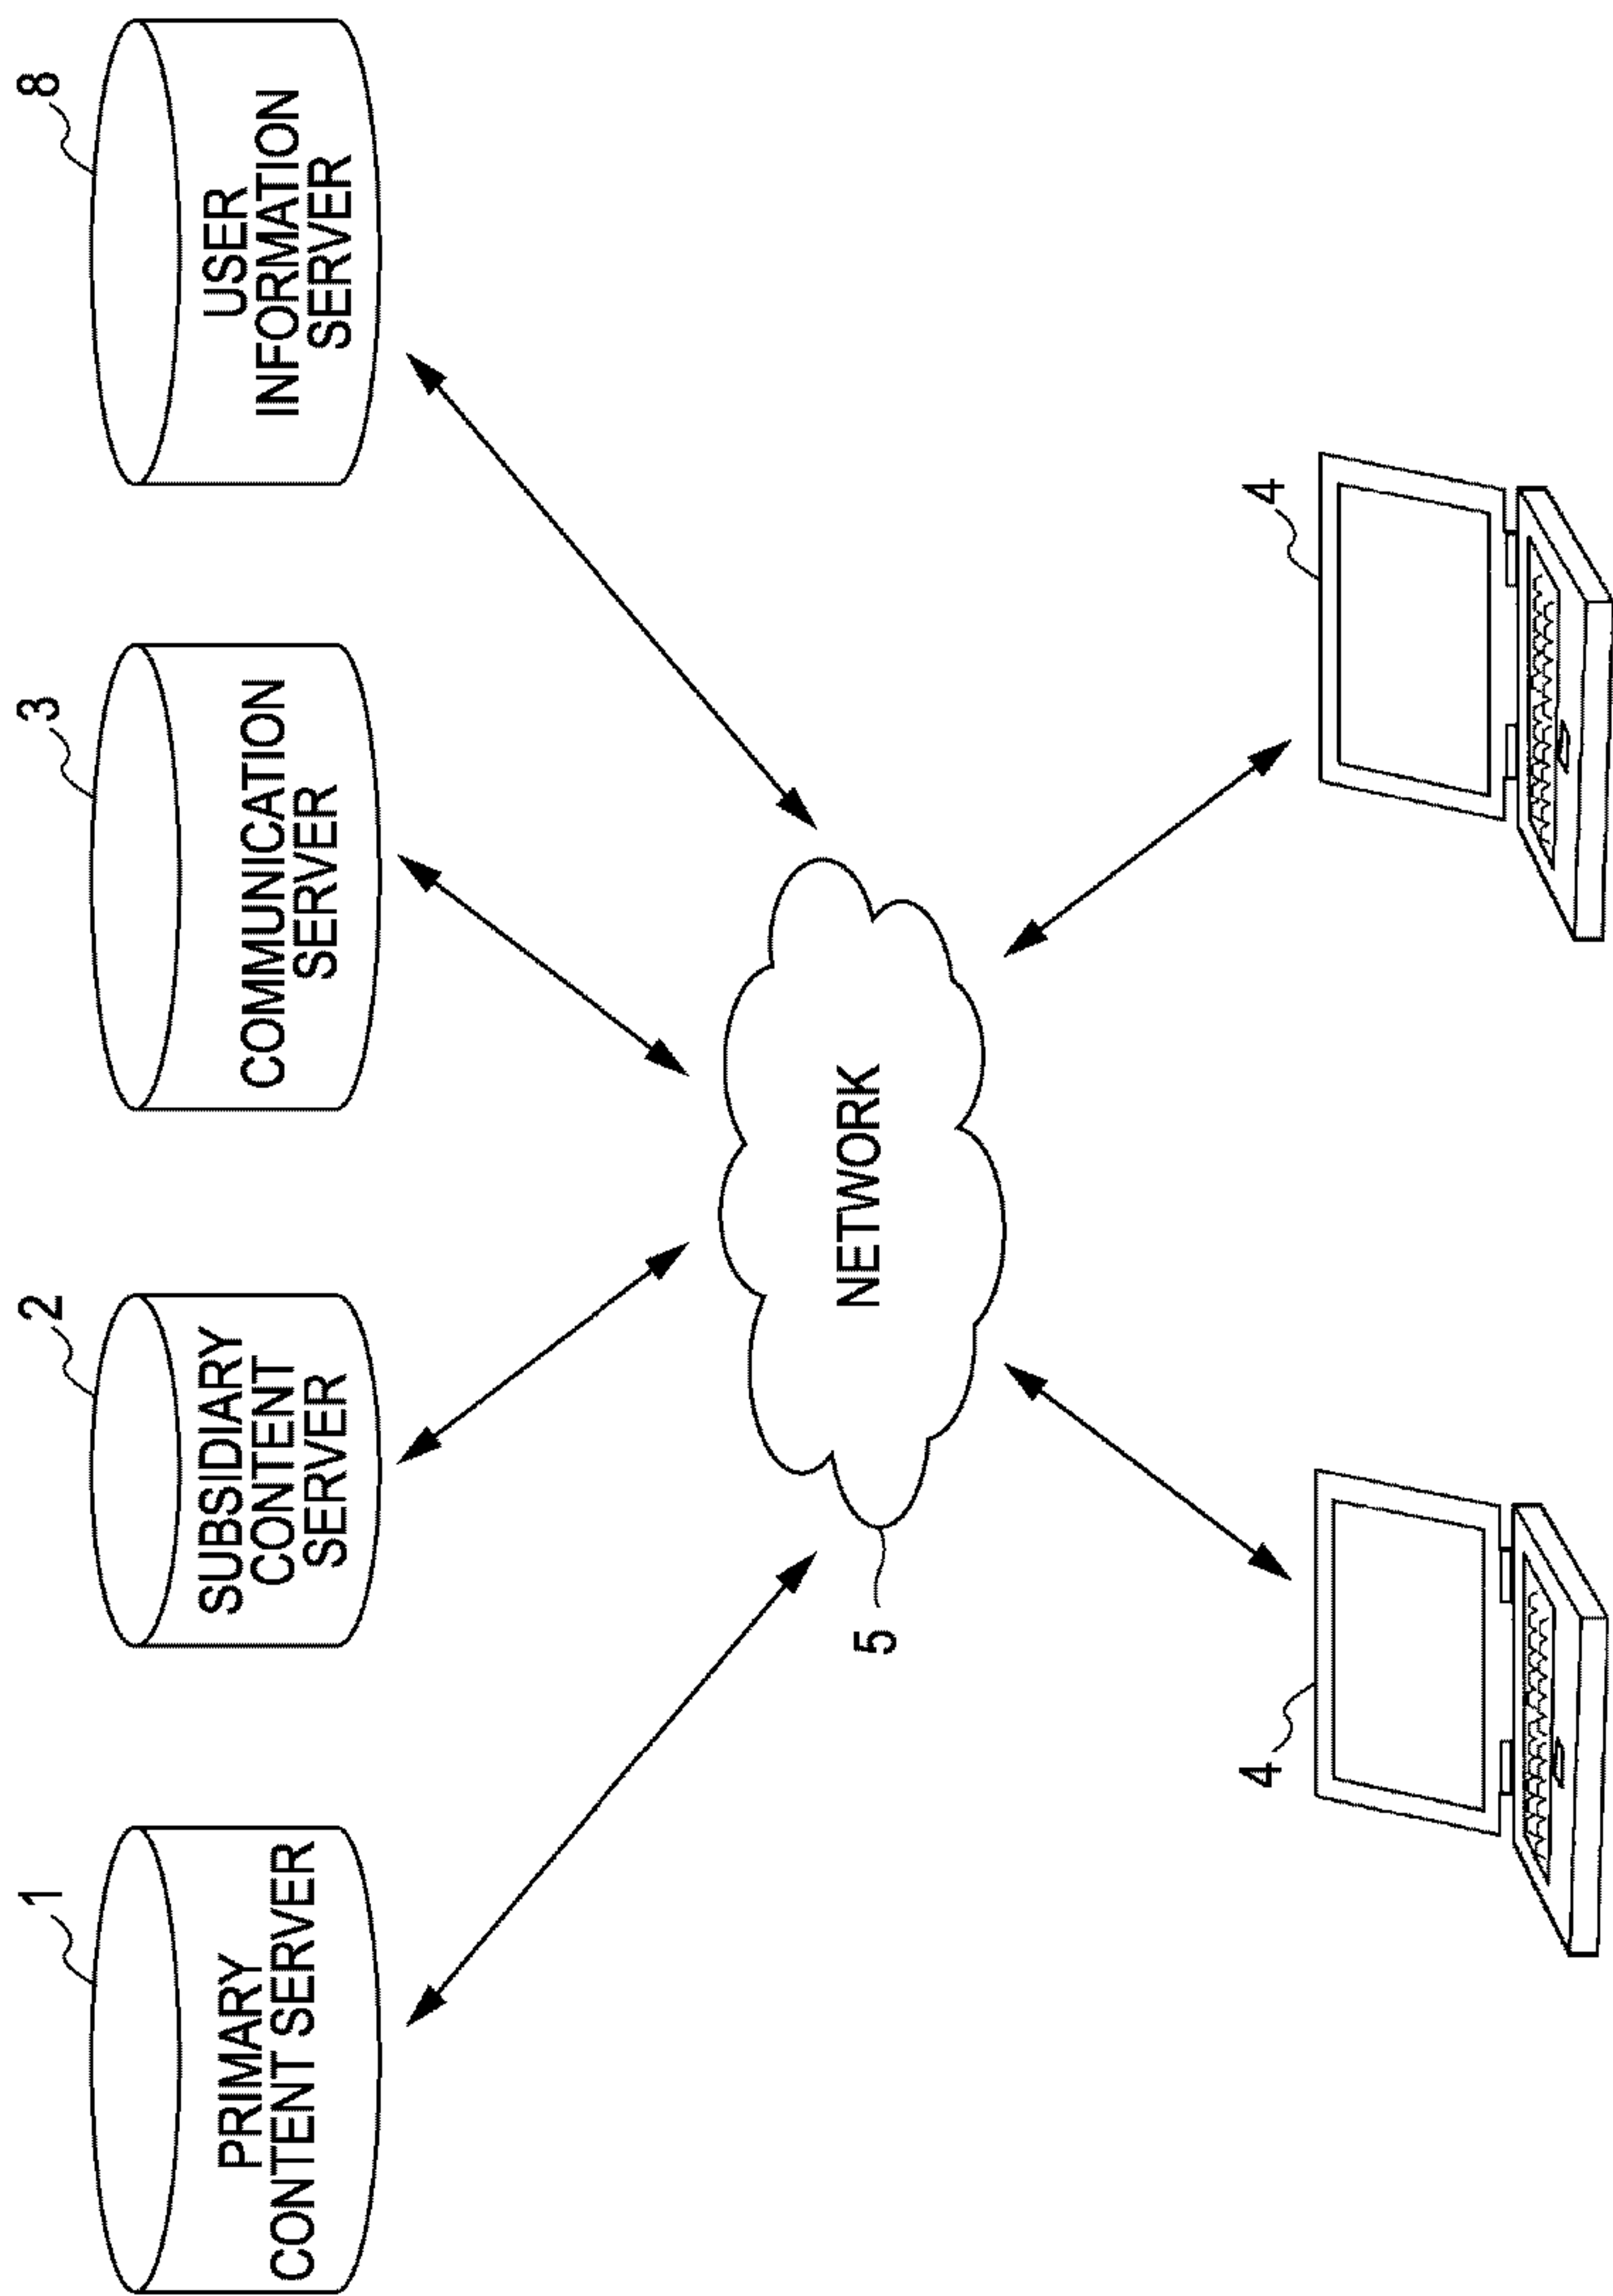 1
2
3
8
PRIMARY
CONTENT SERVER
SUBSIDIARY
CONTENT
SERVER
COMMUNICATION
SERVER
USER
INFORMATION
SERVER
NETWORK
5
4
4